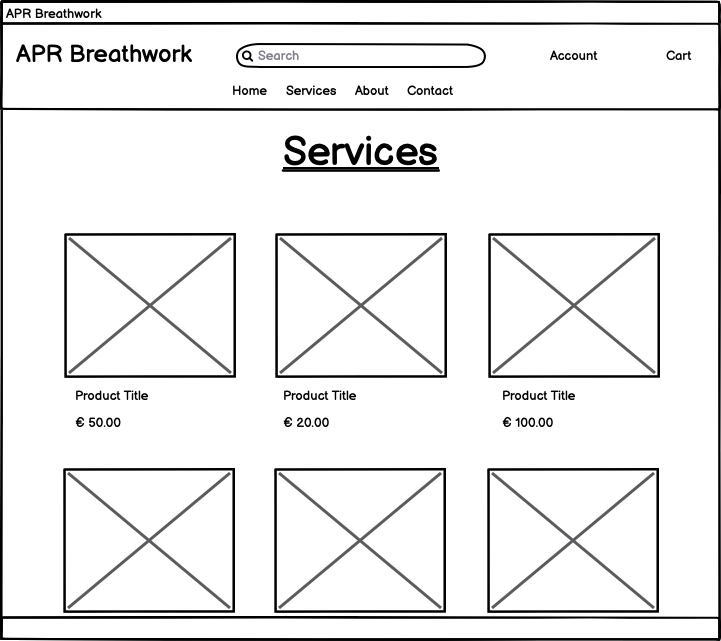 APR Breathwork
APR Breathwork Search Account Cart
Home Services About Contact
Services
Product Title Product Title Product Title
€ 50.00 € 20.00 € 100.00